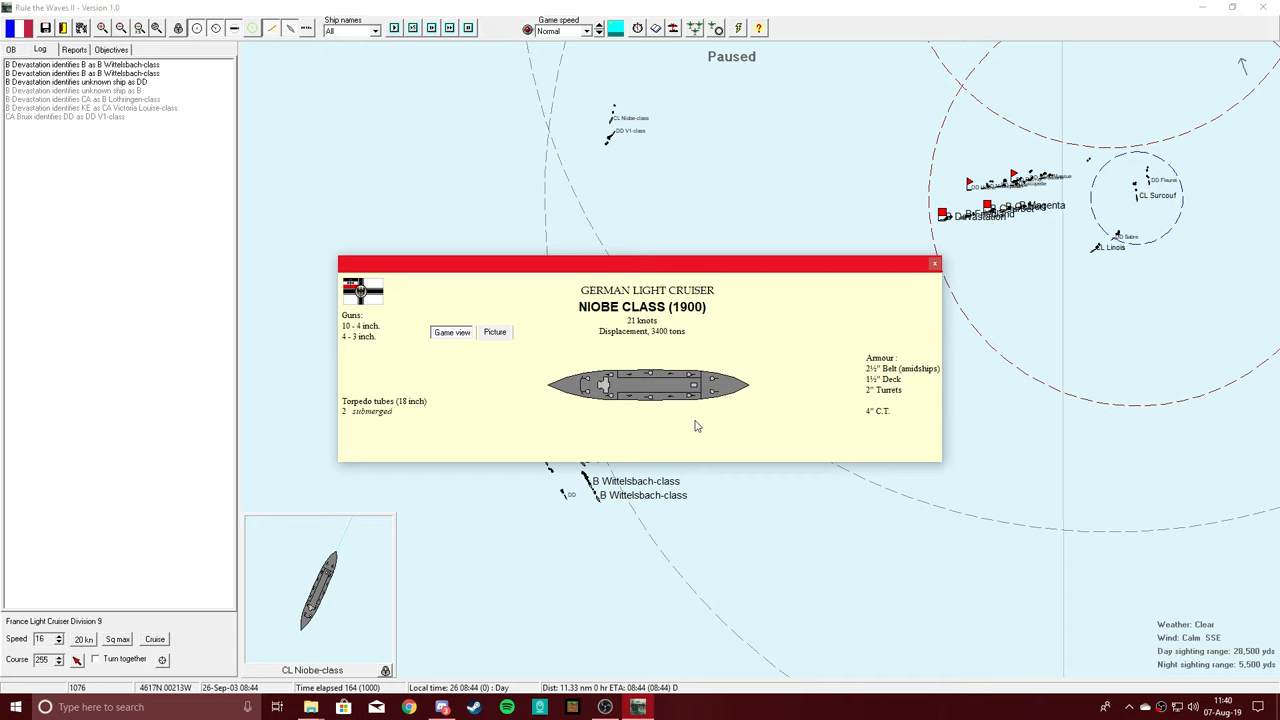 Rule the Waves II - Version 1.0
Ship names
All
Game speed
Normal
OB
Log
Reports
Objectives
B Devastation identifies B as B Wittelsbach-class
B Devastation identifies B as B Wittelsbach-class
B Devastation identifies unknown ship as DD
B Devastation identifies unknown ship as B
B Devastation identifies CA as B Lothringen-class
B Devastation identifies KE as CA Victoria Louise-class
CA Bruix identifies DD as DD V1-class
Paused
CL Niobe-class
DD V1-class
DD Fleuret
CL Surcouf
DD Sabre
CL Linois
B Devastation
B Magenta
GERMAN LIGHT CRUISER
NIOBE CLASS (1900)
21 knots
Displacement, 3400 tons
Guns:
10 - 4 inch.
4 - 3 inch.
Game view
Picture
Torpedo tubes (18 inch)
2 submerged
Armour :
2½" Belt (amidships)
1½" Deck
2" Turrets
4" C.T.
B Wittelsbach-class
B Wittelsbach-class
DD
CL Niobe-class
France Light Cruiser Division 9
Speed 16 20 kn Sq max Cruise
Course 255 Turn together
Weather: Clear
Wind: Calm SSE
Day sighting range: 28,500 yds
Night sighting range: 5,500 yds
1076
4617N 00213W
26-Sep-03 08:44
Time elapsed 164 (1000)
Local time: 26 08:44 (0) : Day
Dist: 11.33 nm 0 hr ETA: 08:44 (08:44) D
Type here to search
11:40
07-Aug-19